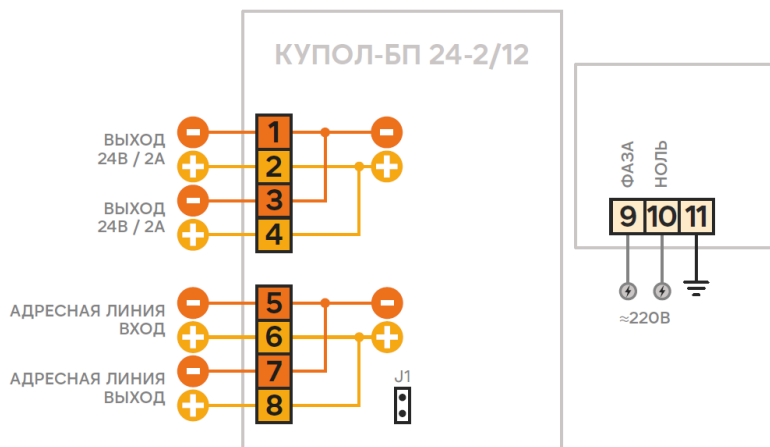 КУПОЛ-БП 24-2/12
ВЫХОД
24В / 2А
1
2
ВЫХОД
24В / 2А
3
4
АДРЕСНАЯ ЛИНИЯ
ВХОД
5
6
АДРЕСНАЯ ЛИНИЯ
ВЫХОД
7
8
J1
ФАЗА
НОЛЬ
9 10 11
≈220В